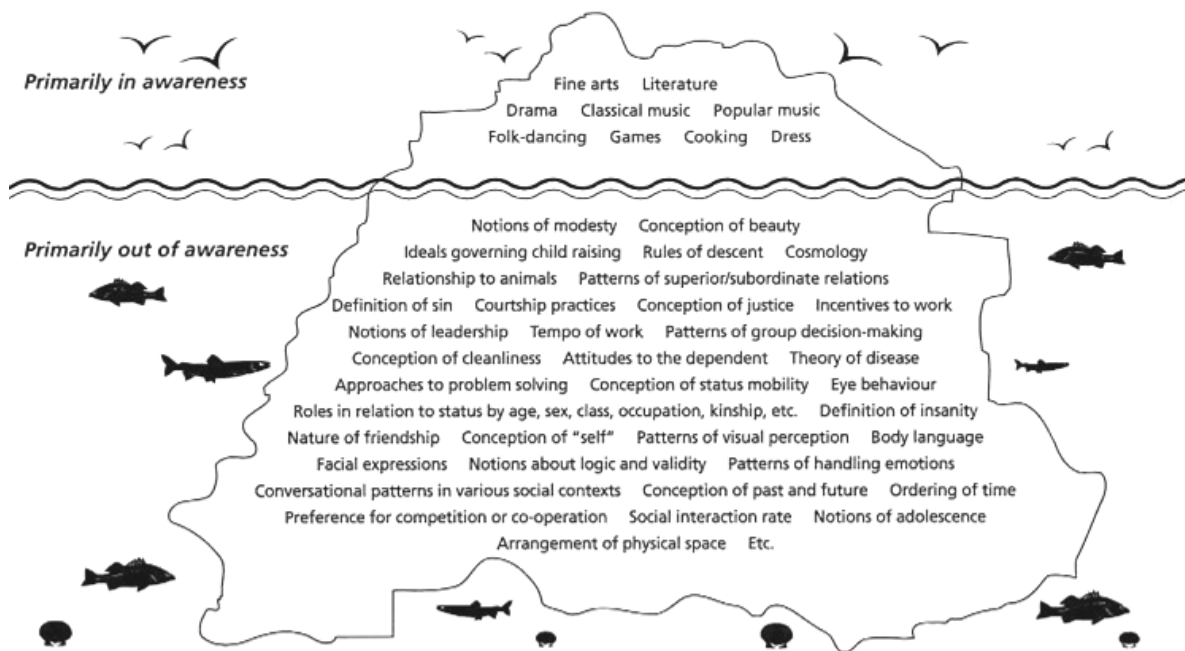 Primarily in awareness
Fine arts Literature
Drama Classical music Popular music
Folk-dancing Games Cooking Dress
Primarily out of awareness
Notions of modesty Conception of beauty
Ideals governing child raising Rules of descent Cosmology
Relationship to animals Patterns of superior/subordinate relations
Definition of sin Courtship practices Conception of justice Incentives to work
Notions of leadership Tempo of work Patterns of group decision-making
Conception of cleanliness Attitudes to the dependent Theory of disease
Approaches to problem solving Conception of status mobility Eye behaviour
Roles in relation to status by age, sex, class, occupation, kinship, etc. Definition of insanity
Nature of friendship Conception of “self“ Patterns of visual perception Body language
Facial expressions Notions about logic and validity Patterns of handling emotions
Conversational patterns in various social contexts Conception of past and future Ordering of time
Preference for competition or co-operation Social interaction rate Notions of adolescence
Arrangement of physical space Etc.